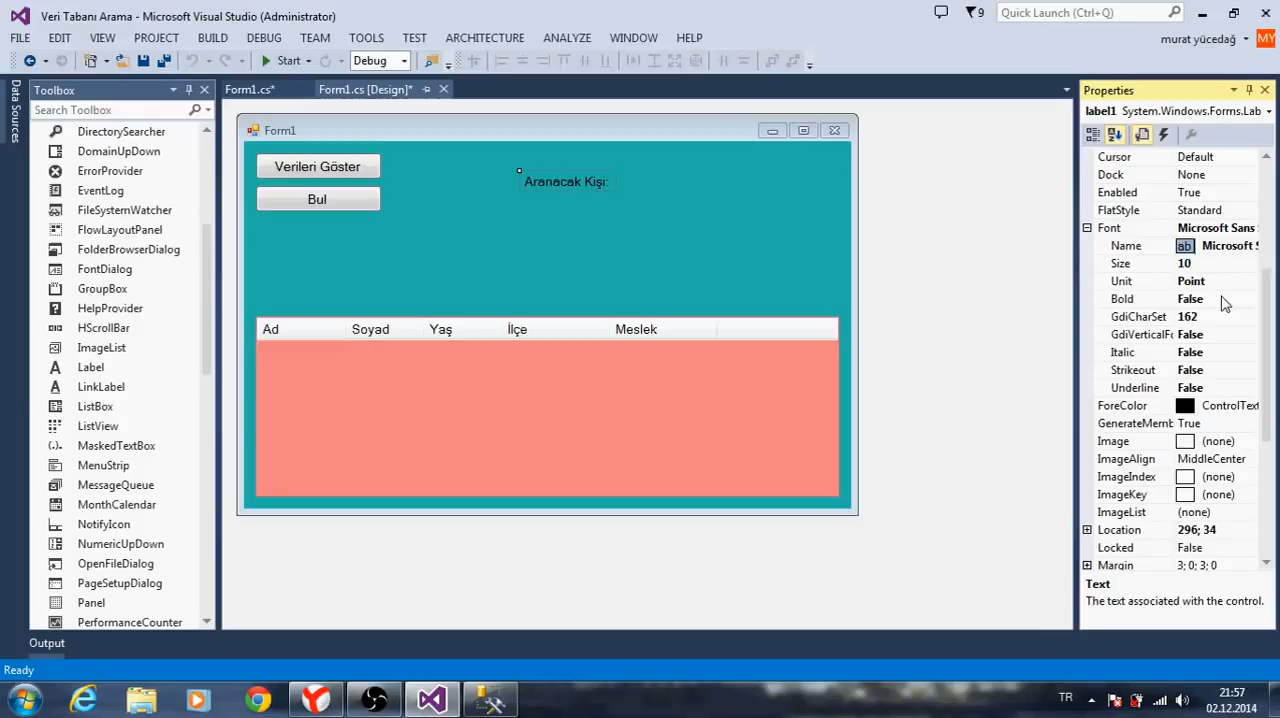 Veri Tabanı Arama - Microsoft Visual Studio (Administrator)
9
Quick Launch (Ctrl+Q)
FILE EDIT VIEW PROJECT BUILD DEBUG TEAM TOOLS TEST ARCHITECTURE ANALYZE WINDOW HELP
murat yücedağ
MY
Start
Debug
Data Sources
Toolbox
Search Toolbox
DirectorySearcher
DomainUpDown
ErrorProvider
EventLog
FileSystemWatcher
FlowLayoutPanel
FolderBrowserDialog
FontDialog
GroupBox
HelpProvider
HScrollBar
ImageList
Label
LinkLabel
ListBox
ListView
MaskedTextBox
MenuStrip
MessageQueue
MonthCalendar
NotifyIcon
NumericUpDown
OpenFileDialog
PageSetupDialog
Panel
PerformanceCounter
Form1.cs*
Form1.cs [Design]*
Form1
Verileri Göster
Bul
Aranacak Kişi:
Ad Soyad Yaş İlçe Meslek
Properties
label1 System.Windows.Forms.Lab
Cursor Default
Dock None
Enabled True
FlatStyle Standard
Font Microsoft Sans
Name ab Microsoft S
Size 10
Unit Point
Bold False
GdiCharSet 162
GdiVerticalFo False
Italic False
Strikeout False
Underline False
ForeColor ControlText
GenerateMemb True
Image (none)
ImageAlign MiddleCenter
ImageIndex (none)
ImageKey (none)
ImageList (none)
Location 296; 34
Locked False
Margin 3; 0; 3; 0
Text
The text associated with the control.
Output
Ready
TR
21:57
02.12.2014